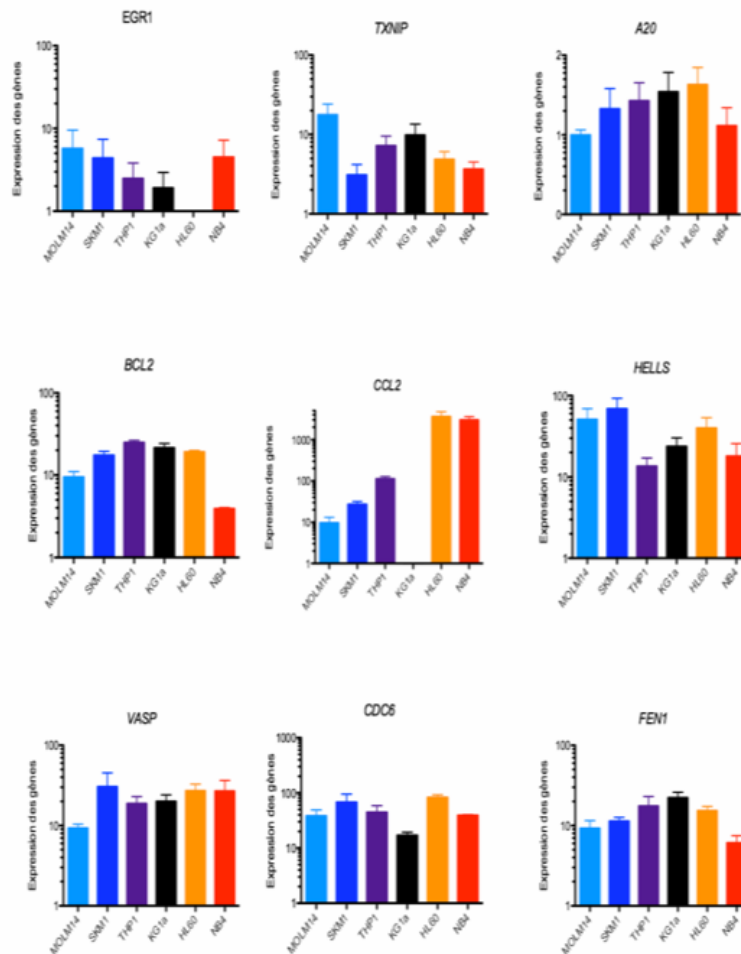 EGR1
Expression des gènes
100
10
1
MOLM14
SKM1
THP1
KG1a
HL60
NB4
TXNIP
Expression des gènes
100
10
1
MOLM14
SKM1
THP1
KG1a
HL60
NB4
A20
Expression des gènes
2
1
2
0
MOLM14
SKM1
THP1
KG1a
HL60
NB4
BCL2
Expression des gènes
100
10
1
MOLM14
SKM1
THP1
KG1a
HL60
NB4
CCL2
Expression des gènes
1000
100
10
1
MOLM14
SKM1
THP1
KG1a
HL60
NB4
HELLS
Expression des gènes
100
10
1
MOLM14
SKM1
THP1
KG1a
HL60
NB4
VASP
Expression des gènes
100
10
1
MOLM14
SKM1
THP1
KG1a
HL60
NB4
CDC6
Expression des gènes
1000
100
10
1
MOLM14
SKM1
THP1
KG1a
HL60
NB4
FEN1
Expression des gènes
100
10
1
MOLM14
SKM1
THP1
KG1a
HL60
NB4